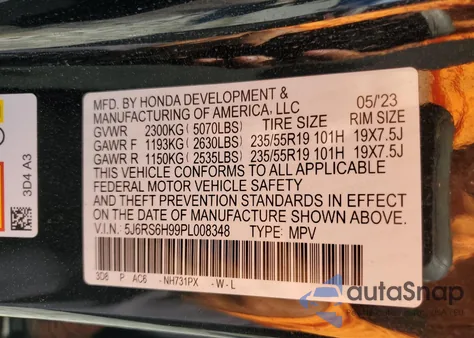 MFD. BY HONDA DEVELOPMENT &
MANUFACTURING OF AMERICA, LLC 05/'23
GVWR 2300KG (5070LBS) TIRE SIZE RIM SIZE
GAWR F 1193KG (2630LBS) 235/55R19 101H 19X7.5J
GAWR R 1150KG (2535LBS) 235/55R19 101H 19X7.5J
THIS VEHICLE CONFORMS TO ALL APPLICABLE
FEDERAL MOTOR VEHICLE SAFETY
AND THEFT PREVENTION STANDARDS IN EFFECT
ON THE DATE OF MANUFACTURE SHOWN ABOVE.
V.I.N. 5J6RS6H99PL008348 TYPE: MPV
3D8 P AC6 -NH731PX -W-L
3D4 A3
autoSnap